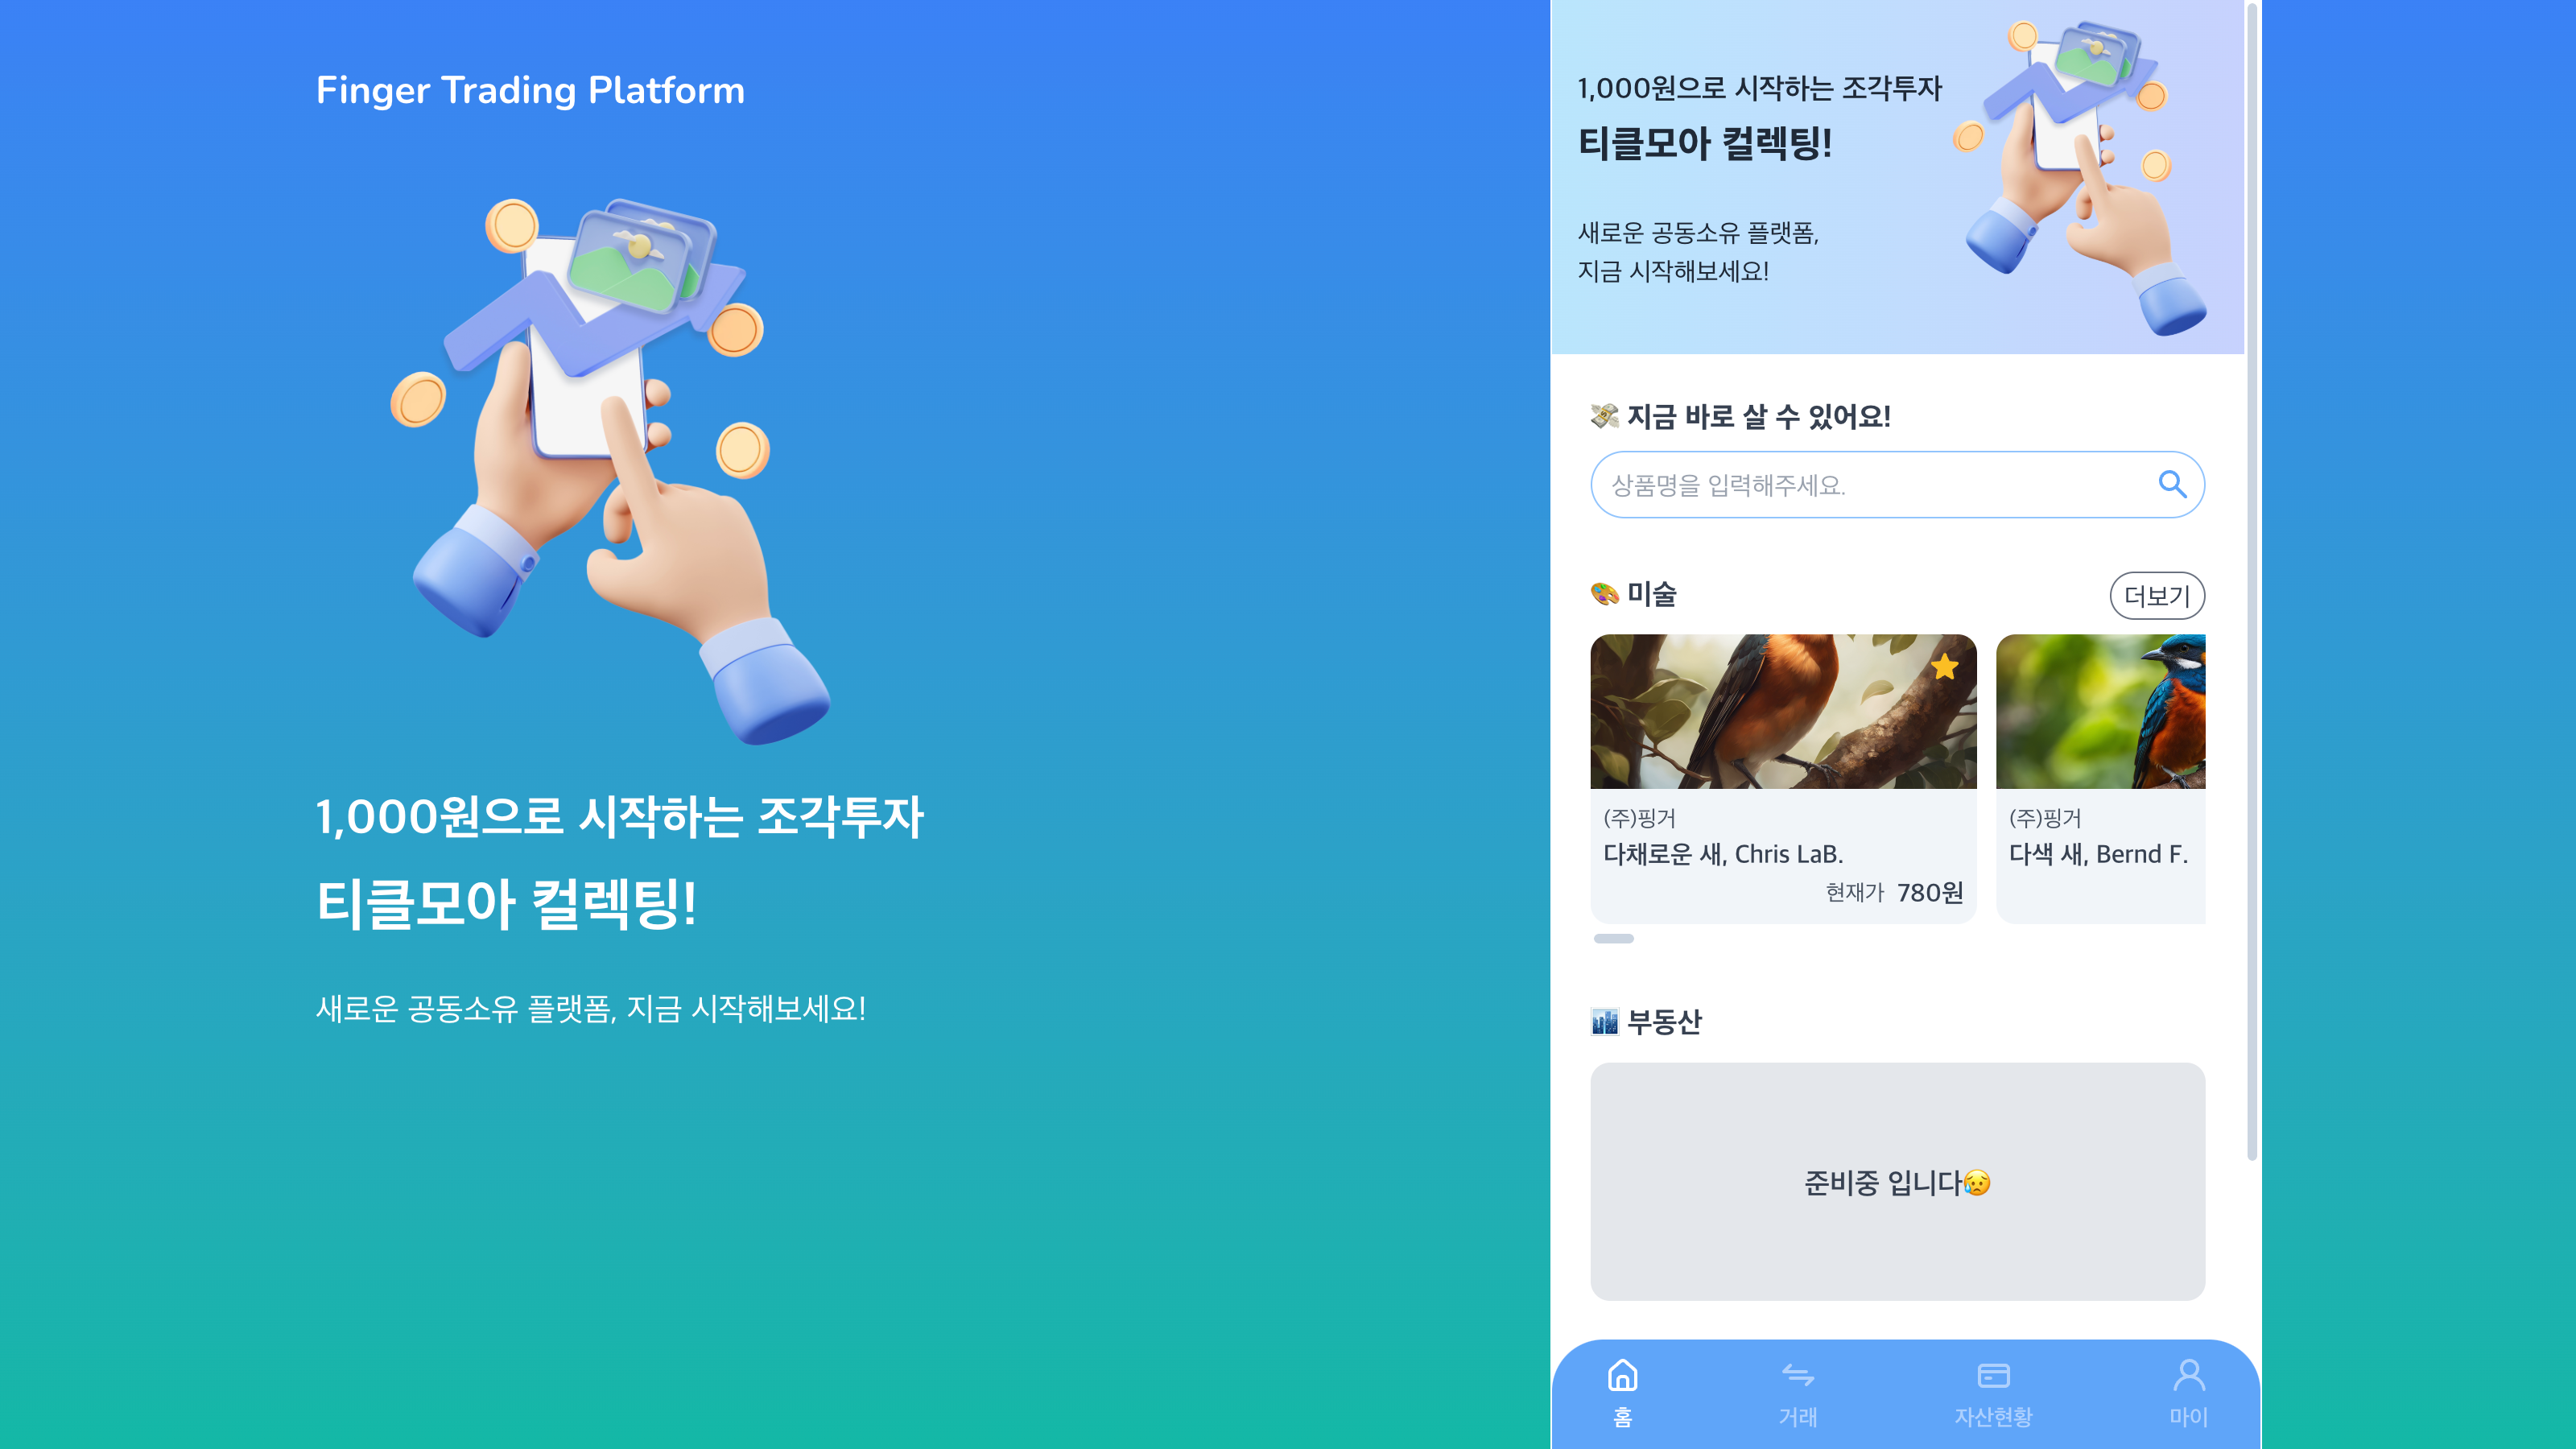 Finger Trading Platform
1,000원으로 시작하는 조각투자
티클모아 컬렉팅!
새로운 공동소유 플랫폼, 지금 시작해보세요!
1,000원으로 시작하는 조각투자
티클모아 컬렉팅!
새로운 공동소유 플랫폼,
지금 시작해보세요!
💸 지금 바로 살 수 있어요!
상품명을 입력해주세요.
🎨 미술
더보기
(주)핑거
다채로운 새, Chris LaB.
현재가 780원
(주)핑거
다색 새, Bernd F.
🏙️ 부동산
준비중 입니다😥
홈
거래
자산현황
마이